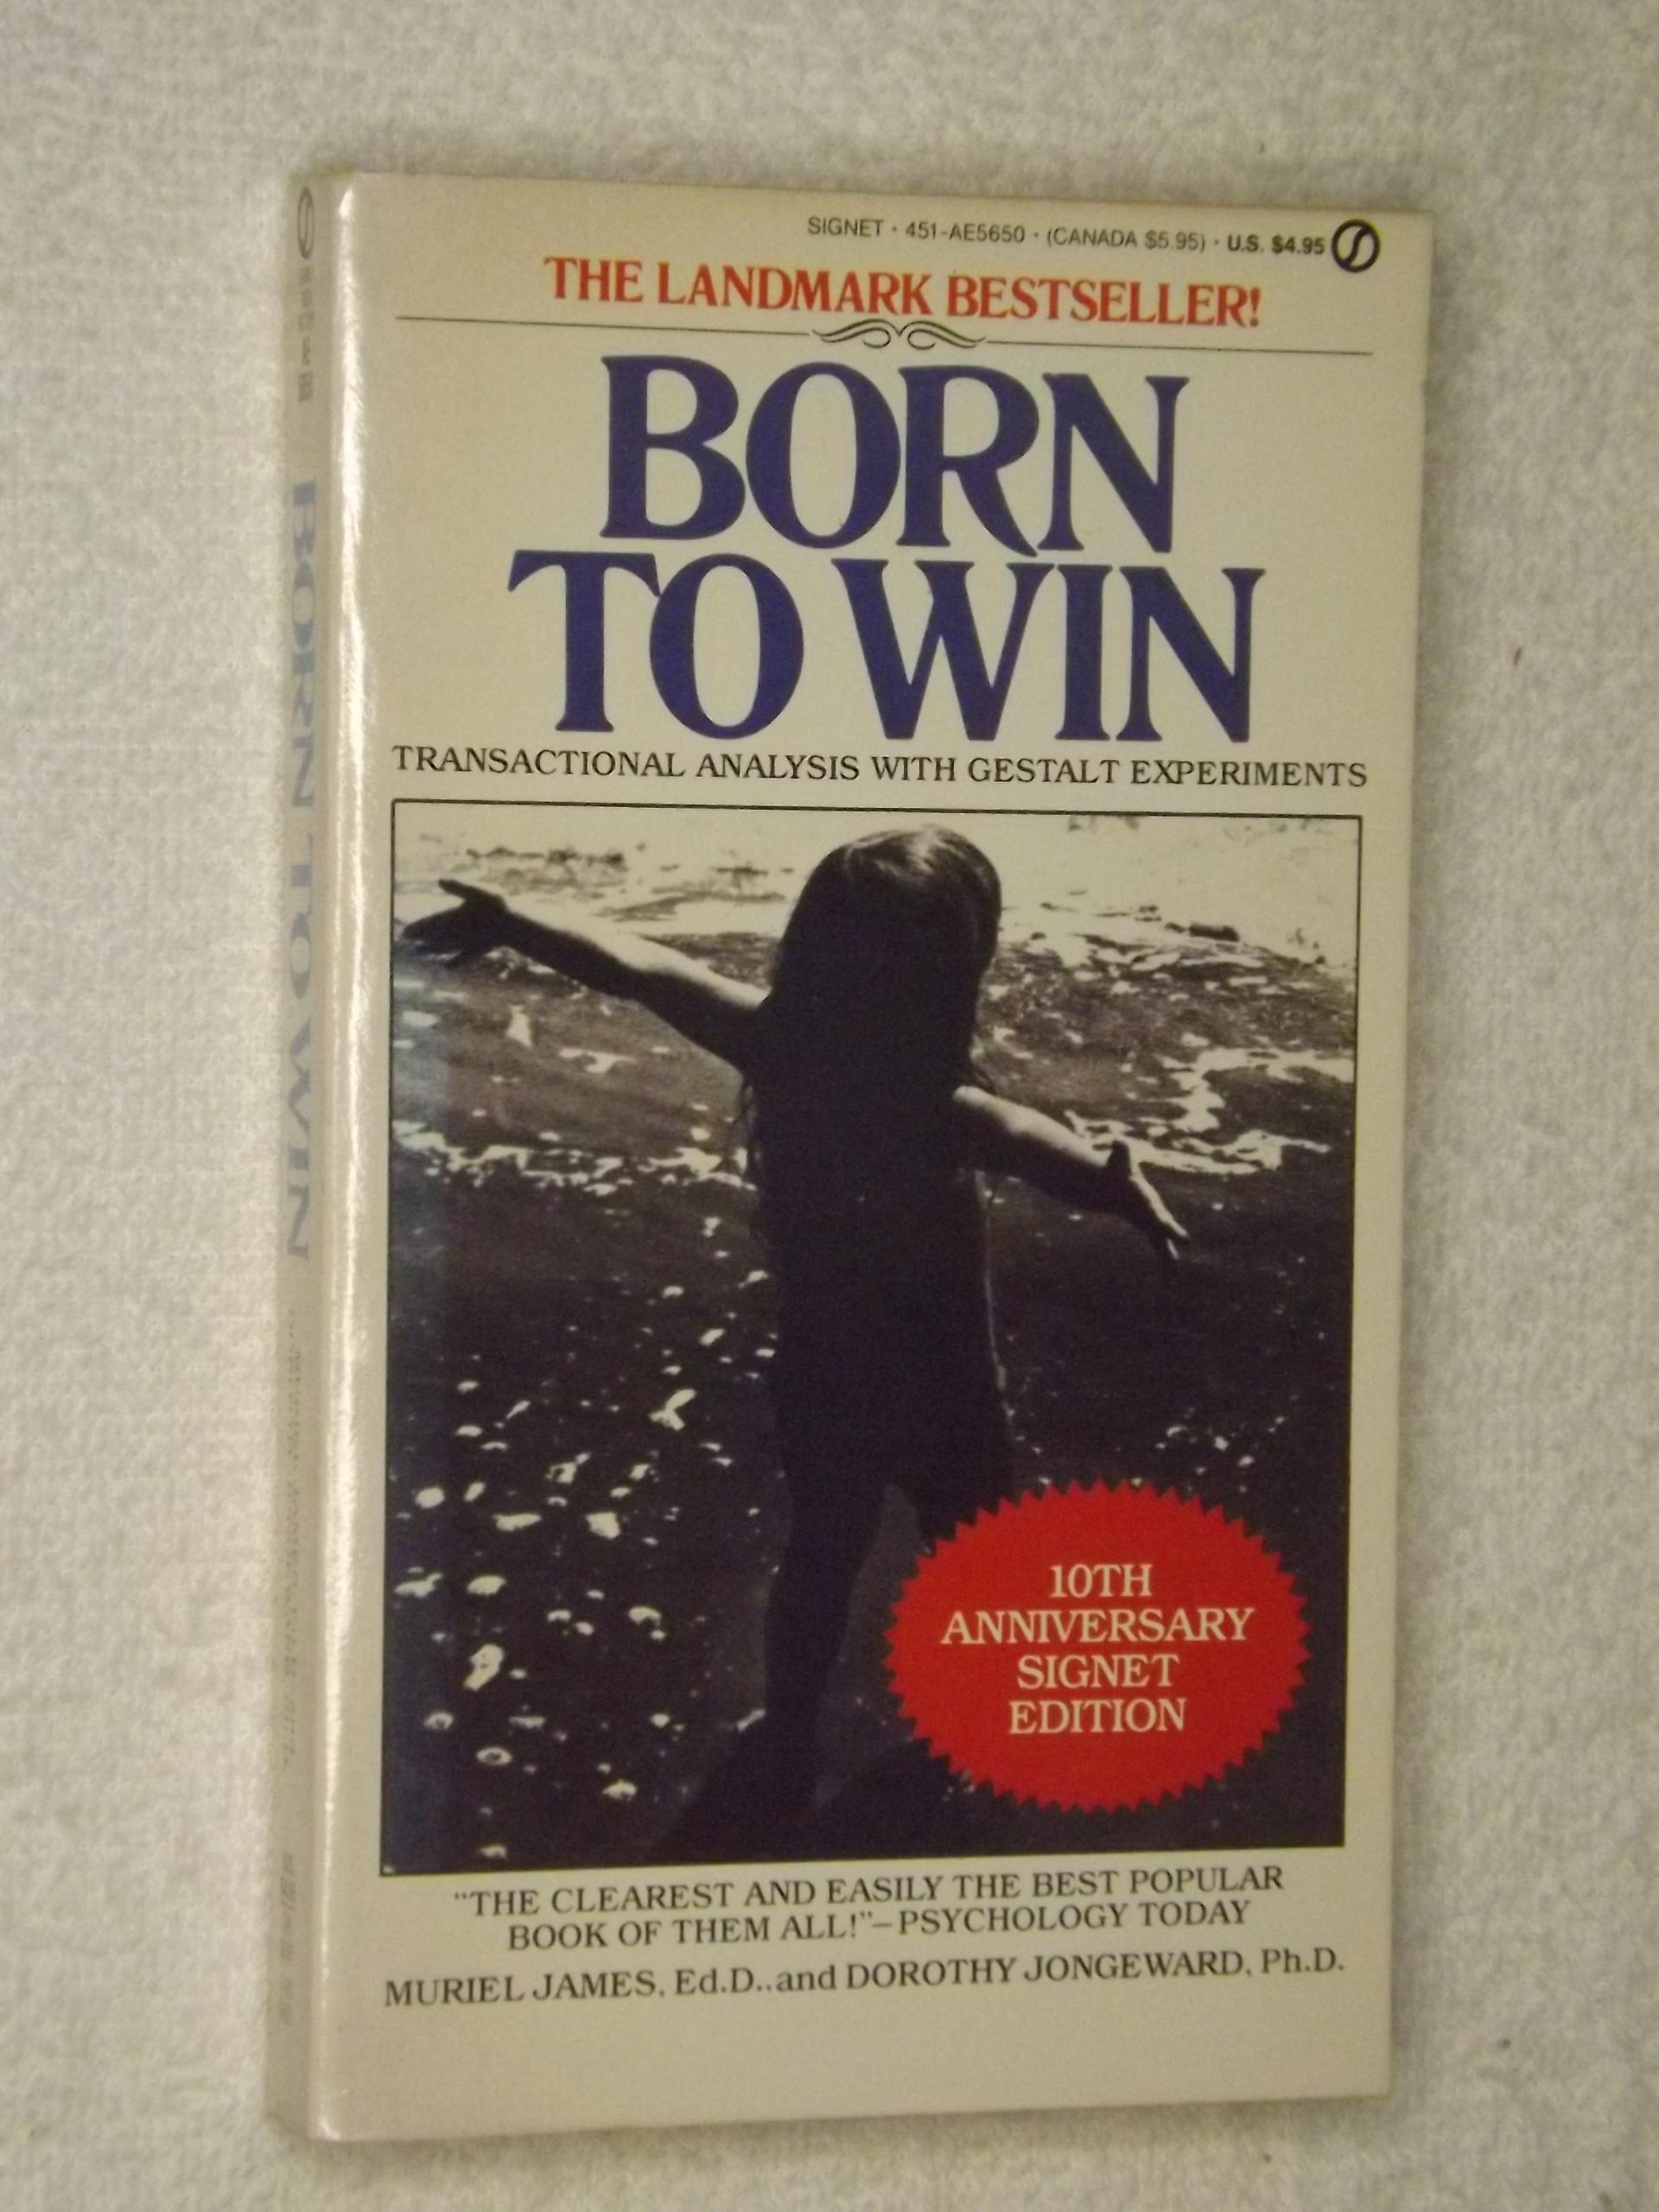 SIGNET · 451-AE5650 · (CANADA $5.95) · U.S. $4.95
THE LANDMARK BESTSELLER!
BORN
TO WIN
TRANSACTIONAL ANALYSIS WITH GESTALT EXPERIMENTS
10TH
ANNIVERSARY
SIGNET
EDITION
"THE CLEAREST AND EASILY THE BEST POPULAR
BOOK OF THEM ALL!"—PSYCHOLOGY TODAY
MURIEL JAMES, Ed.D., and DOROTHY JONGEWARD, Ph.D.
BORN TO WIN